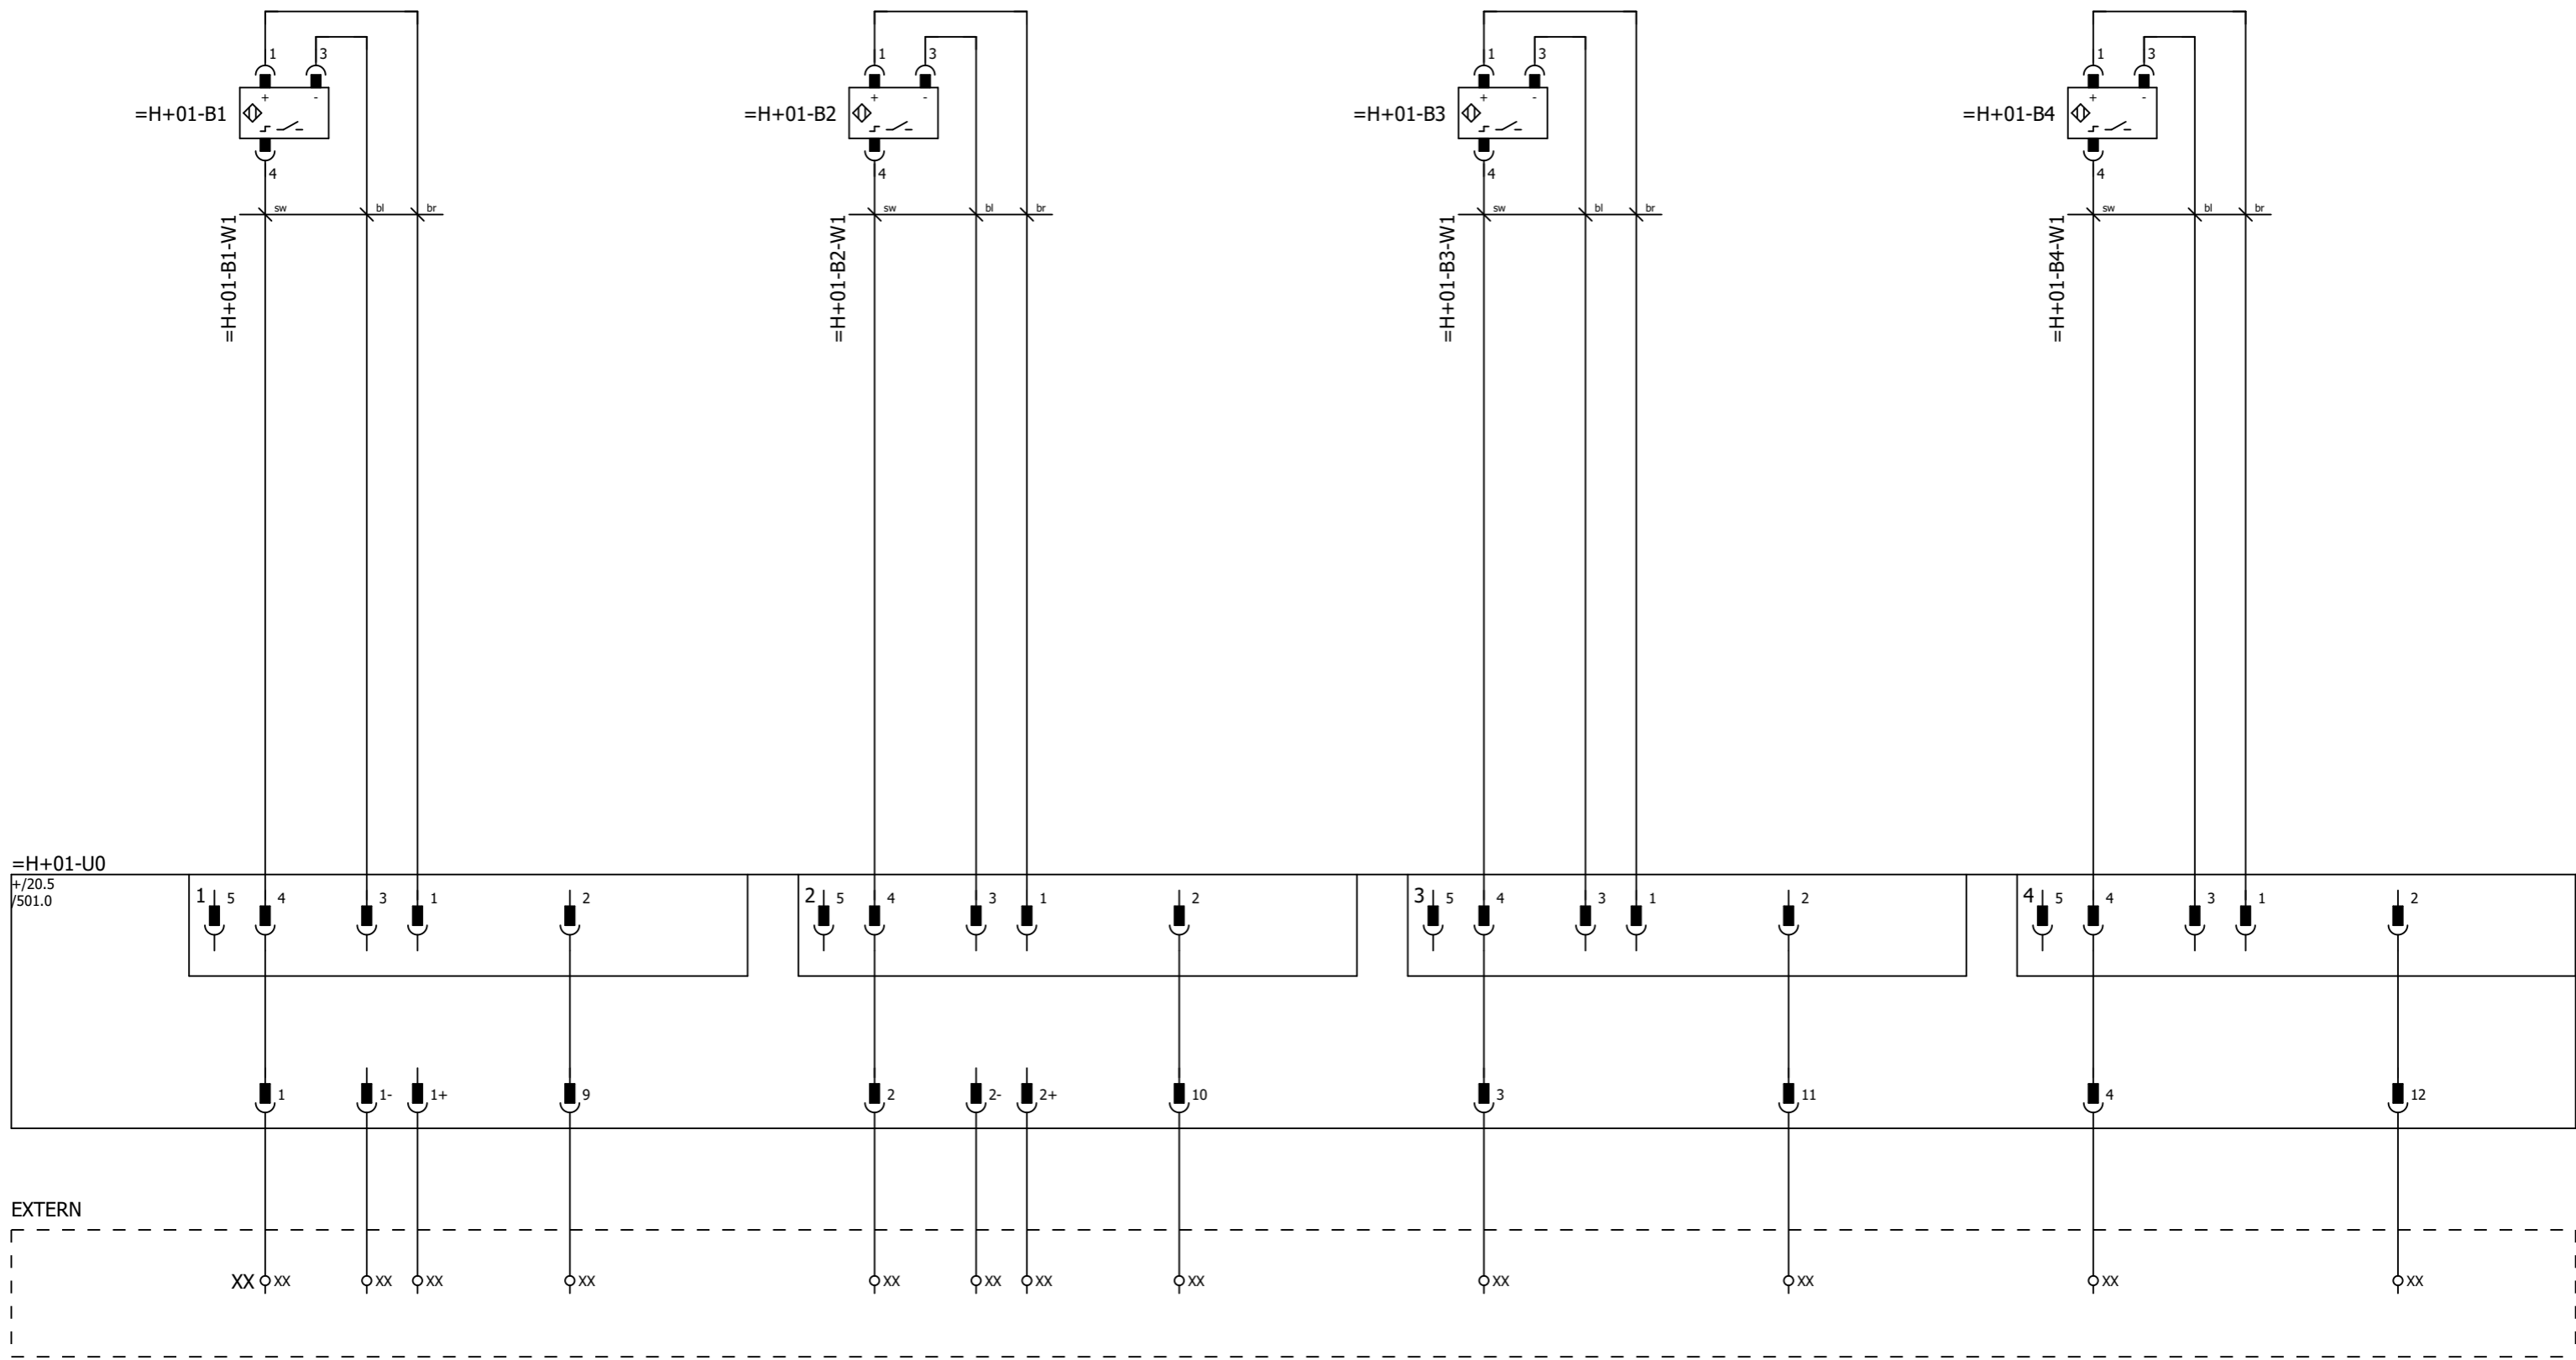 1 3 1 3 1 3 1 3
+ - + - + - + -
=H+01-B1 =H+01-B2 =H+01-B3 =H+01-B4
4 4 4 4
sw bl br sw bl br sw bl br sw bl br
=H+01-B1-W1
=H+01-B2-W1
=H+01-B3-W1
=H+01-B4-W1
=H+01-U0
+/20.5
/501.0
1 5 4 3 1 2 2 5 4 3 1 2 3 5 4 3 1 2 4 5 4 3 1 2
1 1- 1+ 9 2 2- 2+ 10 3 11 4 12
EXTERN
XX XX XX XX XX XX XX XX XX XX XX XX XX